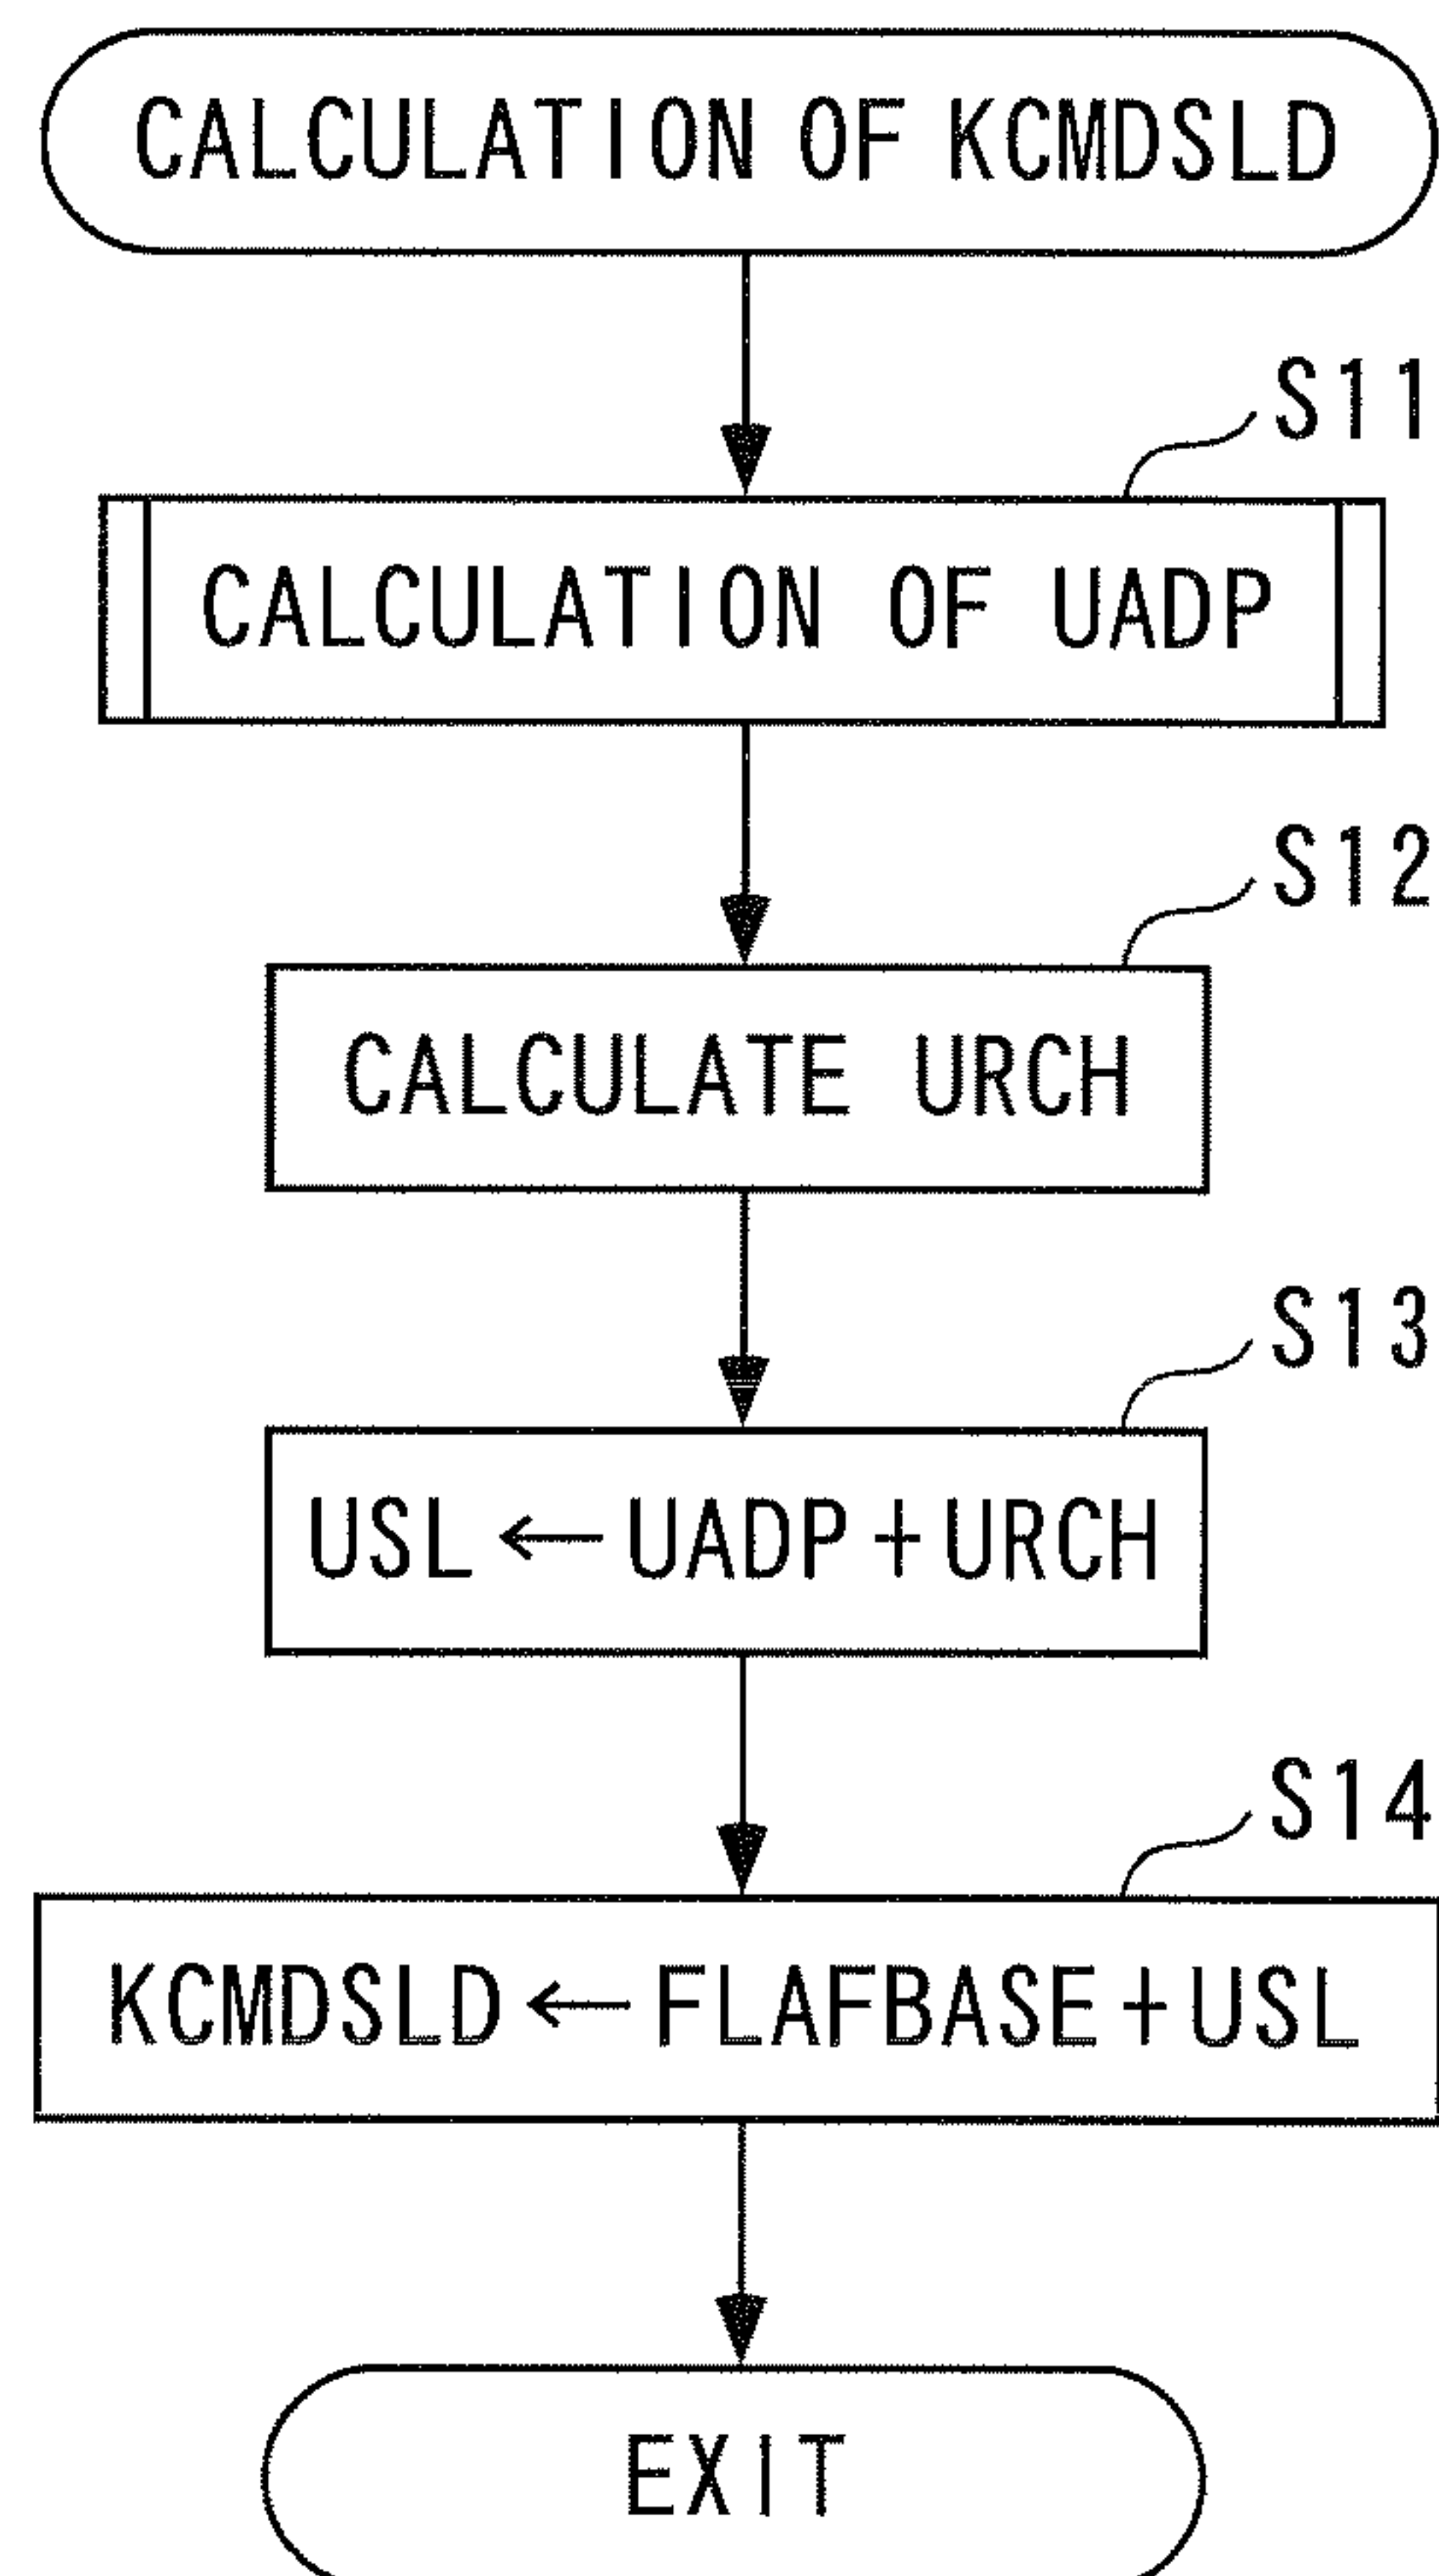 CALCULATION OF KCMDSLD
S11
CALCULATION OF UADP
S12
CALCULATE URCH
S13
USL ← UADP + URCH
S14
KCMDSLD ← FLAFBASE + USL
EXIT